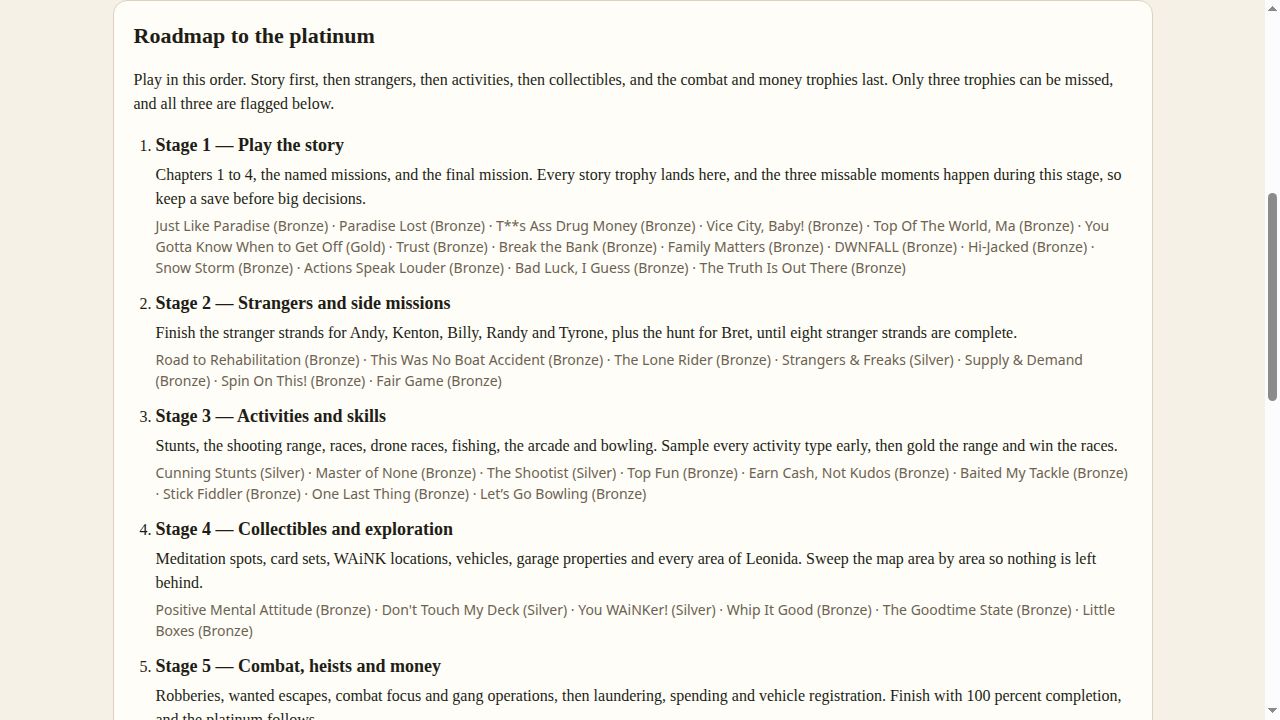 Roadmap to the platinum
Play in this order. Story first, then strangers, then activities, then collectibles, and the combat and money trophies last. Only three trophies can be missed,
and all three are flagged below.
1. Stage 1 — Play the story
Chapters 1 to 4, the named missions, and the final mission. Every story trophy lands here, and the three missable moments happen during this stage, so
keep a save before big decisions.
Just Like Paradise (Bronze) · Paradise Lost (Bronze) · T**s Ass Drug Money (Bronze) · Vice City, Baby! (Bronze) · Top Of The World, Ma (Bronze) · You
Gotta Know When to Get Off (Gold) · Trust (Bronze) · Break the Bank (Bronze) · Family Matters (Bronze) · DWNFALL (Bronze) · Hi-Jacked (Bronze) ·
Snow Storm (Bronze) · Actions Speak Louder (Bronze) · Bad Luck, I Guess (Bronze) · The Truth Is Out There (Bronze)
2. Stage 2 — Strangers and side missions
Finish the stranger strands for Andy, Kenton, Billy, Randy and Tyrone, plus the hunt for Bret, until eight stranger strands are complete.
Road to Rehabilitation (Bronze) · This Was No Boat Accident (Bronze) · The Lone Rider (Bronze) · Strangers & Freaks (Silver) · Supply & Demand
(Bronze) · Spin On This! (Bronze) · Fair Game (Bronze)
3. Stage 3 — Activities and skills
Stunts, the shooting range, races, drone races, fishing, the arcade and bowling. Sample every activity type early, then gold the range and win the races.
Cunning Stunts (Silver) · Master of None (Bronze) · The Shootist (Silver) · Top Fun (Bronze) · Earn Cash, Not Kudos (Bronze) · Baited My Tackle (Bronze)
· Stick Fiddler (Bronze) · One Last Thing (Bronze) · Let’s Go Bowling (Bronze)
4. Stage 4 — Collectibles and exploration
Meditation spots, card sets, WAiNK locations, vehicles, garage properties and every area of Leonida. Sweep the map area by area so nothing is left
behind.
Positive Mental Attitude (Bronze) · Don't Touch My Deck (Silver) · You WAiNKer! (Silver) · Whip It Good (Bronze) · The Goodtime State (Bronze) · Little
Boxes (Bronze)
5. Stage 5 — Combat, heists and money
Robberies, wanted escapes, combat focus and gang operations, then laundering, spending and vehicle registration. Finish with 100 percent completion,
and the platinum follows.